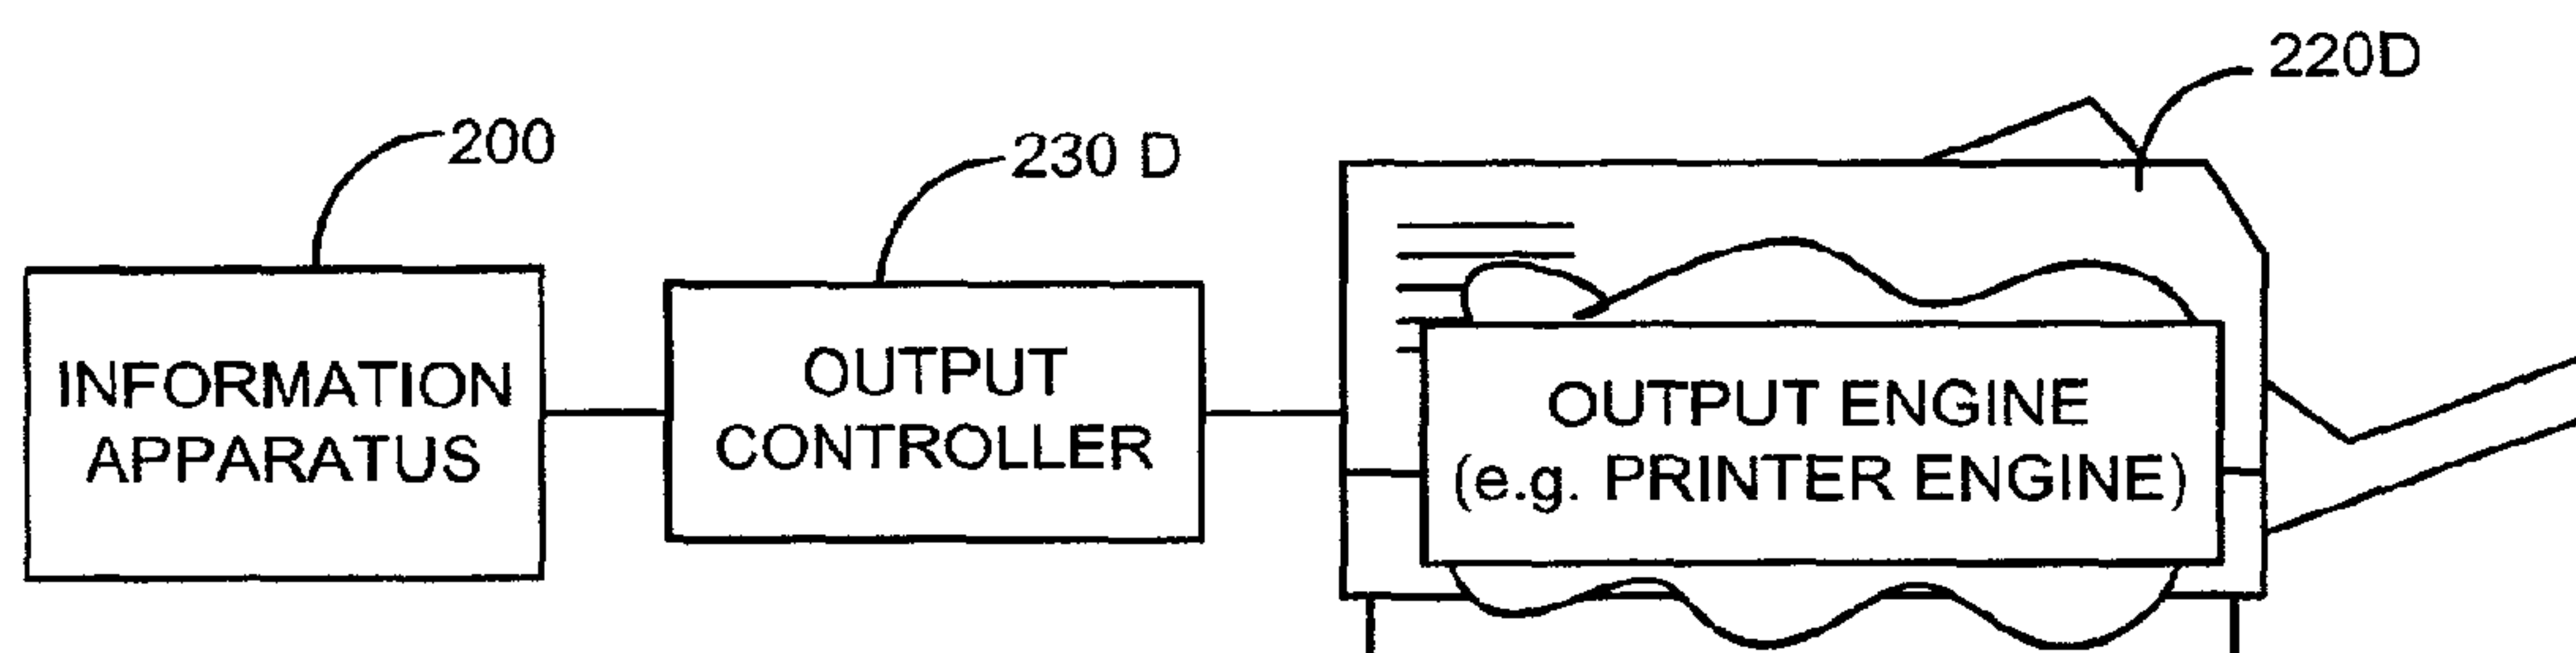 220D
200
230 D
INFORMATION
APPARATUS
OUTPUT
CONTROLLER
OUTPUT ENGINE
(e.g. PRINTER ENGINE)